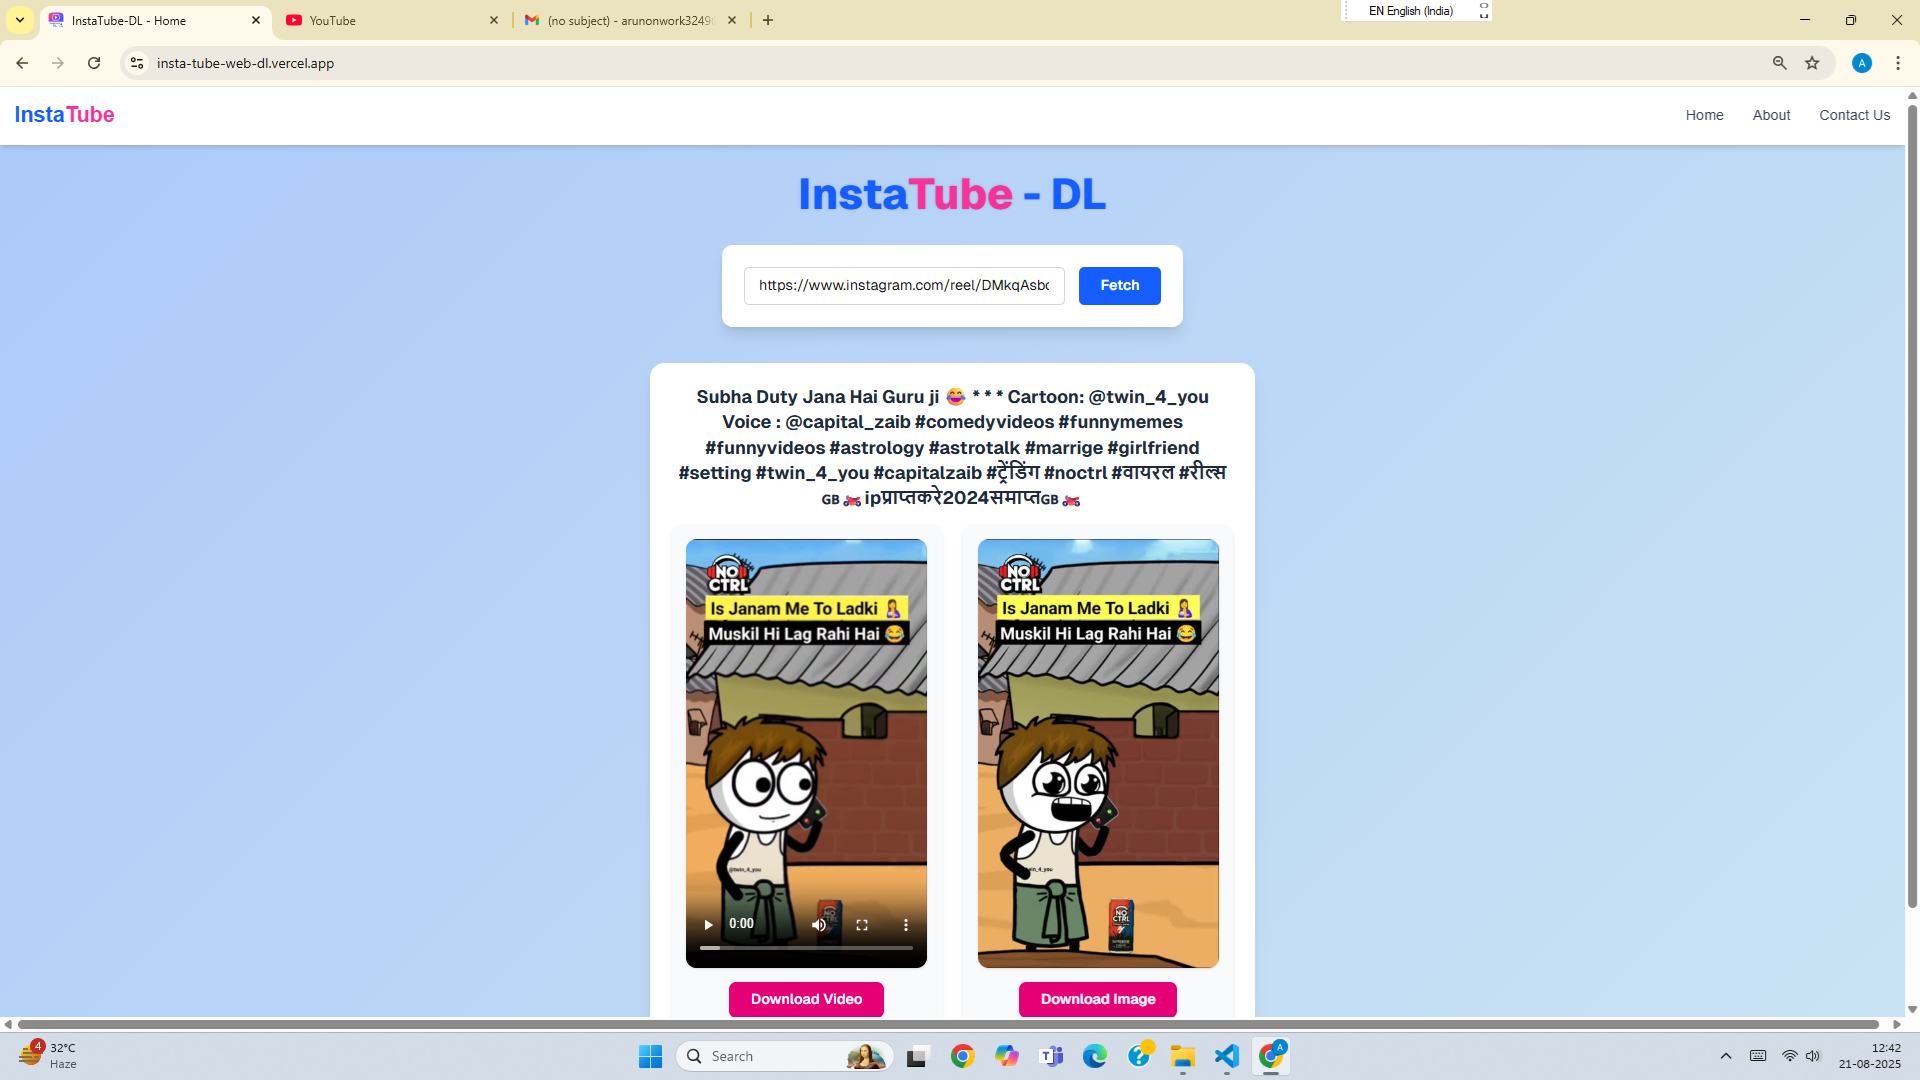 InstaTube-DL - Home
YouTube
(no subject) - arunonwork3249
EN English (India)
insta-tube-web-dl.vercel.app
A
InstaTube
Home
About
Contact Us
InstaTube - DL
https://www.instagram.com/reel/DMkqAsb
Fetch
Subha Duty Jana Hai Guru ji 😂 * * * Cartoon: @twin_4_you
Voice : @capital_zaib #comedyvideos #funnymemes
#funnyvideos #astrology #astrotalk #marrige #girlfriend
#setting #twin_4_you #capitalzaib #ट्रेंडिंग #noctrl #वायरल #रील्स
GB 🏍️ipप्राप्तकरे2024समाप्तGB 🏍️
NO
CTRL
Is Janam Me To Ladki 🤱
Muskil Hi Lag Rahi Hai 😂
@twin_4_you
0:00
NO
CTRL
Download Video
NO
CTRL
Is Janam Me To Ladki 🤱
Muskil Hi Lag Rahi Hai 😂
NO
CTRL
Download Image
4
32°C
Haze
Search
A
12:42
21-08-2025